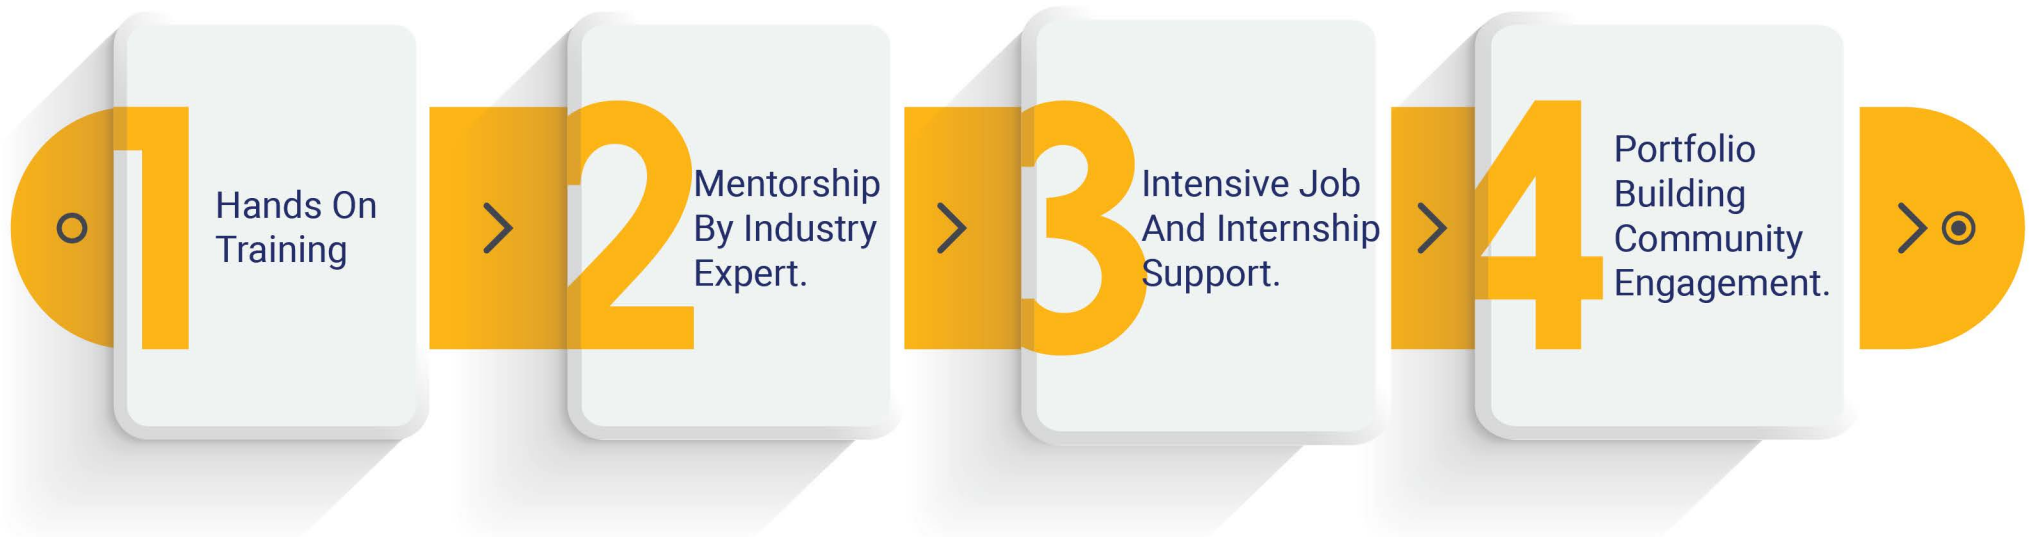 1
Hands On
Training
2
Mentorship
By Industry
Expert.
3
Intensive Job
And Internship
Support.
4
Portfolio
Building
Community
Engagement.